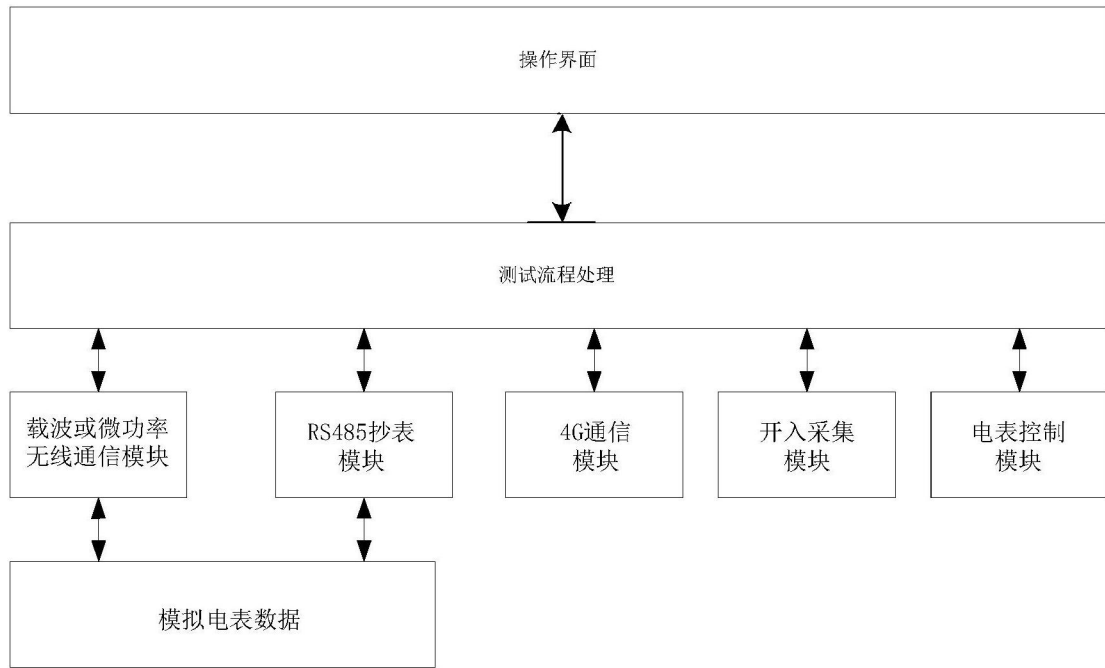 操作界面
测试流程处理
载波或微功率
无线通信模块
RS485抄表
模块
4G通信
模块
开入采集
模块
电表控制
模块
模拟电表数据